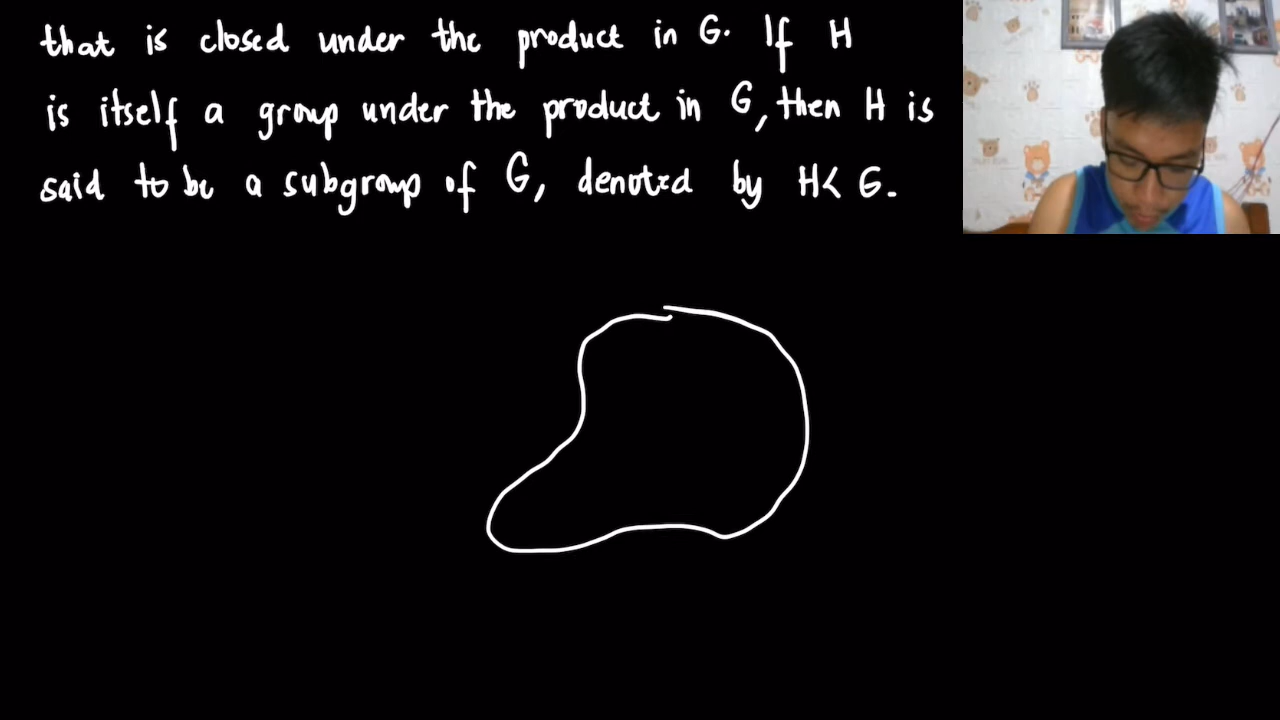 that is closed under the product in G. If H
is itself a group under the product in G, then H is
said to be a subgroup of G, denoted by H< G.